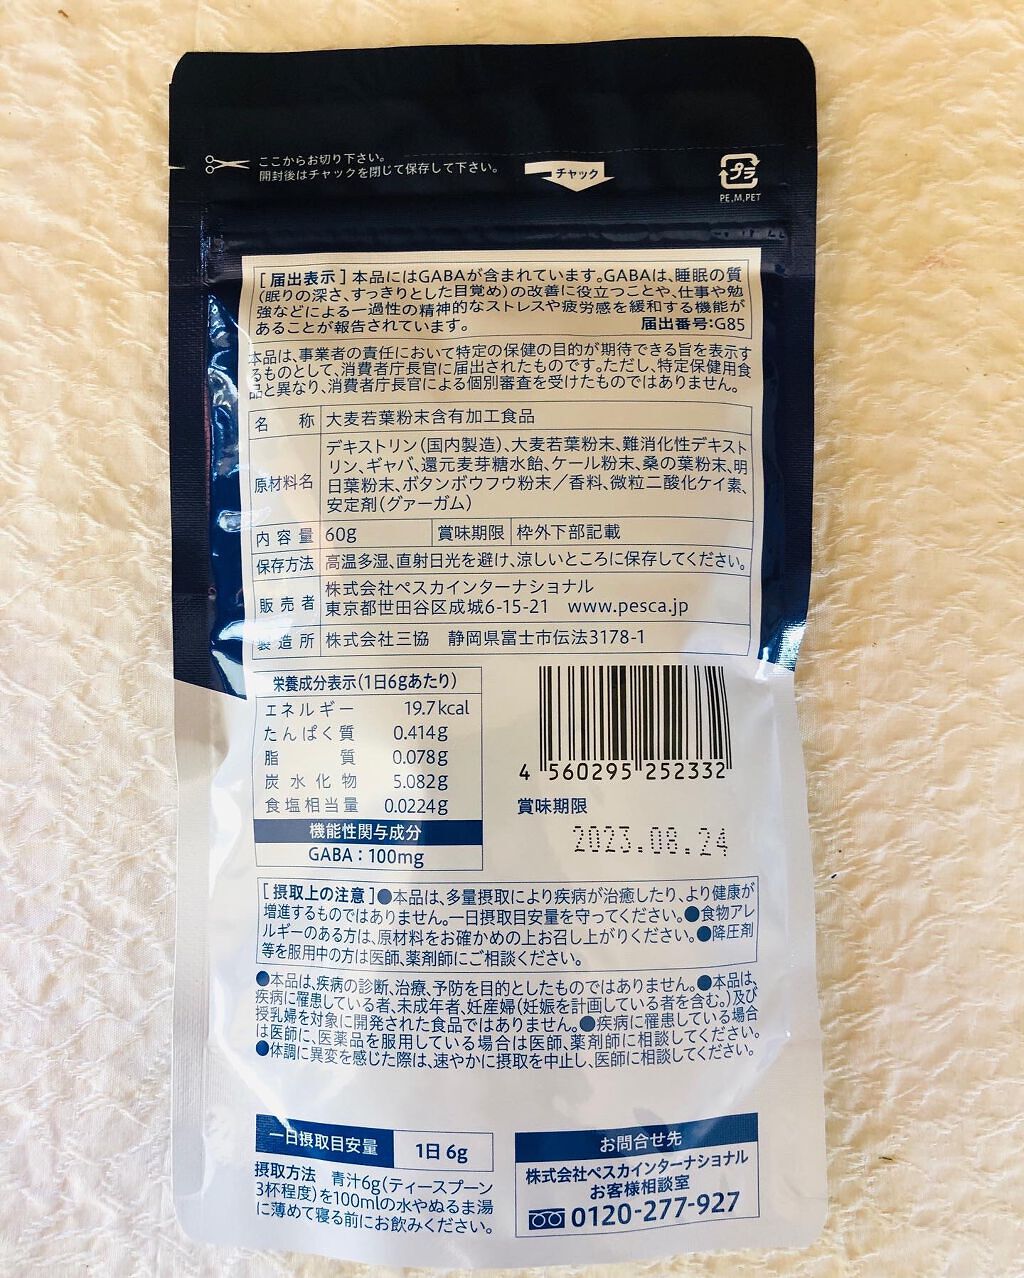 ここからお切り下さい。
開封後はチャックを閉じて保存して下さい。
チャック
プラ
PE,M,PET
[届出表示]本品にはGABAが含まれています。GABAは、睡眠の質
(眠りの深さ、すっきりとした目覚め)の改善に役立つことや、仕事や勉
強などによる一過性の精神的なストレスや疲労感を緩和する機能が
あることが報告されています。 届出番号:G85
本品は、事業者の責任において特定の保健の目的が期待できる旨を表示す
るものとして、消費者庁長官に届出されたものです。ただし、特定保健用食
品と異なり、消費者庁長官による個別審査を受けたものではありません。
名称 大麦若葉粉末含有加工食品
原材料名 デキストリン(国内製造)、大麦若葉粉末、難消化性デキスト
リン、ギャバ、還元麦芽糖水飴、ケール粉末、桑の葉粉末、明
日葉粉末、ボタンボウフウ粉末/香料、微粒二酸化ケイ素、
安定剤(グァーガム)
内容量 60g 賞味期限 枠外下部記載
保存方法 高温多湿、直射日光を避け、涼しいところに保存してください。
販売者 株式会社ペスカインターナショナル
東京都世田谷区成城6-15-21 www.pesca.jp
製造所 株式会社三協 静岡県富士市伝法3178-1
栄養成分表示(1日6gあたり)
エネルギー 19.7kcal
たんぱく質 0.414g
脂質 0.078g
炭水化物 5.082g
食塩相当量 0.0224g
機能性関与成分
GABA:100mg
4 560295 252332
賞味期限
2023.08.24
[摂取上の注意]●本品は、多量摂取により疾病が治癒したり、より健康が
増進するものではありません。一日摂取目安量を守ってください。●食物アレ
ルギーのある方は、原材料をお確かめの上お召し上がりください。●降圧剤
等を服用中の方は医師、薬剤師にご相談ください。
●本品は、疾病の診断、治療、予防を目的としたものではありません。●本品は、
疾病に罹患している者、未成年者、妊産婦(妊娠を計画している者を含む。)及び
授乳婦を対象に開発された食品ではありません。●疾病に罹患している場合
は医師に、医薬品を服用している場合は医師、薬剤師に相談してください。
●体調に異変を感じた際は、速やかに摂取を中止し、医師に相談してください。
一日摂取目安量 1日6g
摂取方法 青汁6g(ティースプーン
3杯程度)を100mlの水やぬるま湯
に薄めて寝る前にお飲みください。
お問合せ先
株式会社ペスカインターナショナル
お客様相談室
0120-277-927